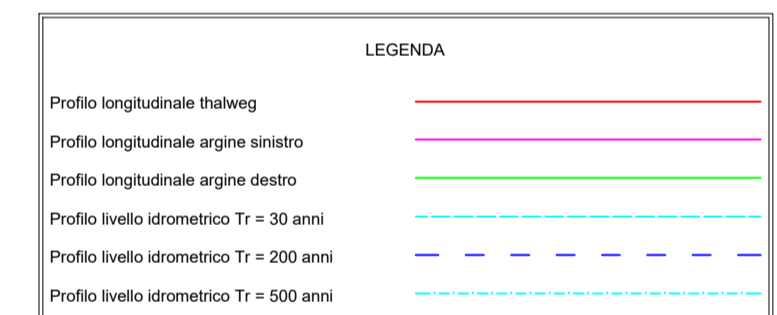 LEGENDA
Profilo longitudinale thalweg
Profilo longitudinale argine sinistro
Profilo longitudinale argine destro
Profilo livello idrometrico Tr = 30 anni
Profilo livello idrometrico Tr = 200 anni
Profilo livello idrometrico Tr = 500 anni